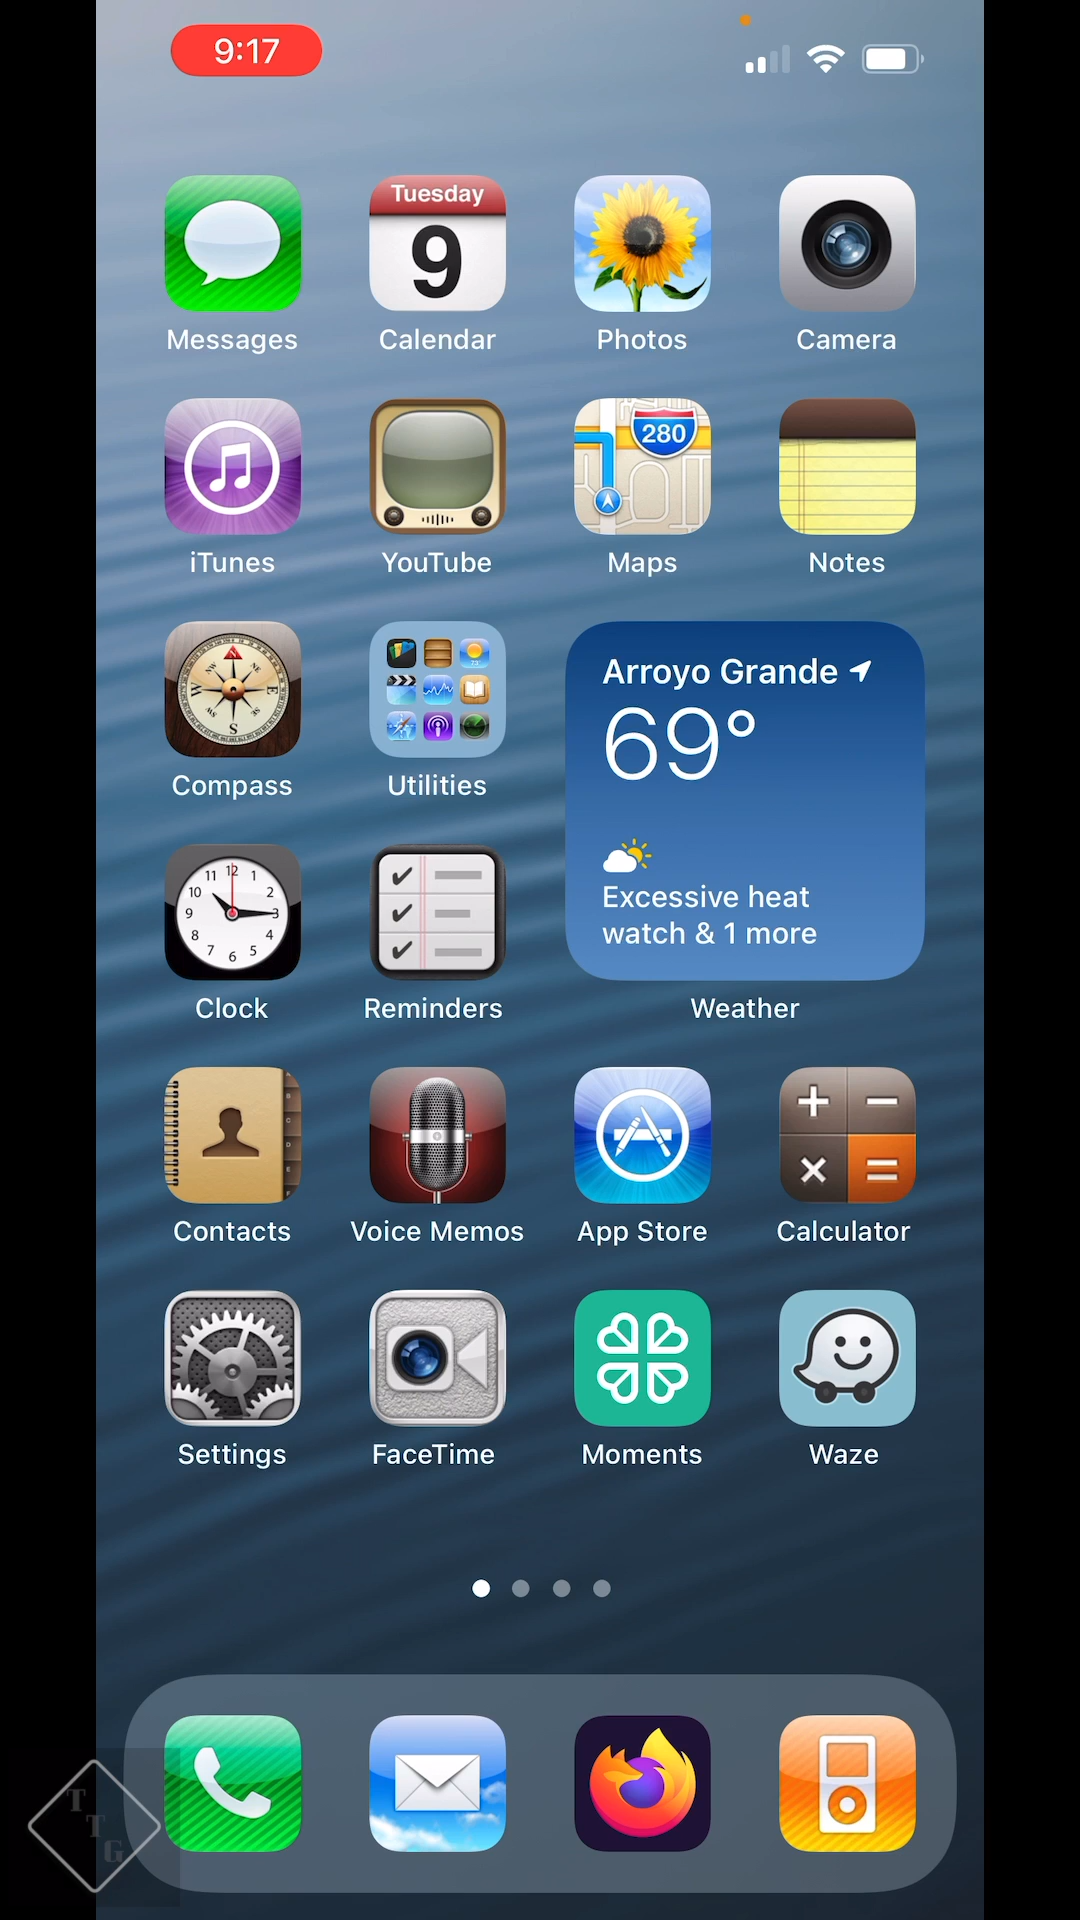 9:17
Tuesday
9
Messages
Calendar
Photos
Camera
280
iTunes
YouTube
Maps
Notes
Arroyo Grande
69°
Excessive heat
watch & 1 more
Compass
Utilities
Clock
Reminders
Weather
Contacts
Voice Memos
App Store
Calculator
Settings
FaceTime
Moments
Waze
T
T
G